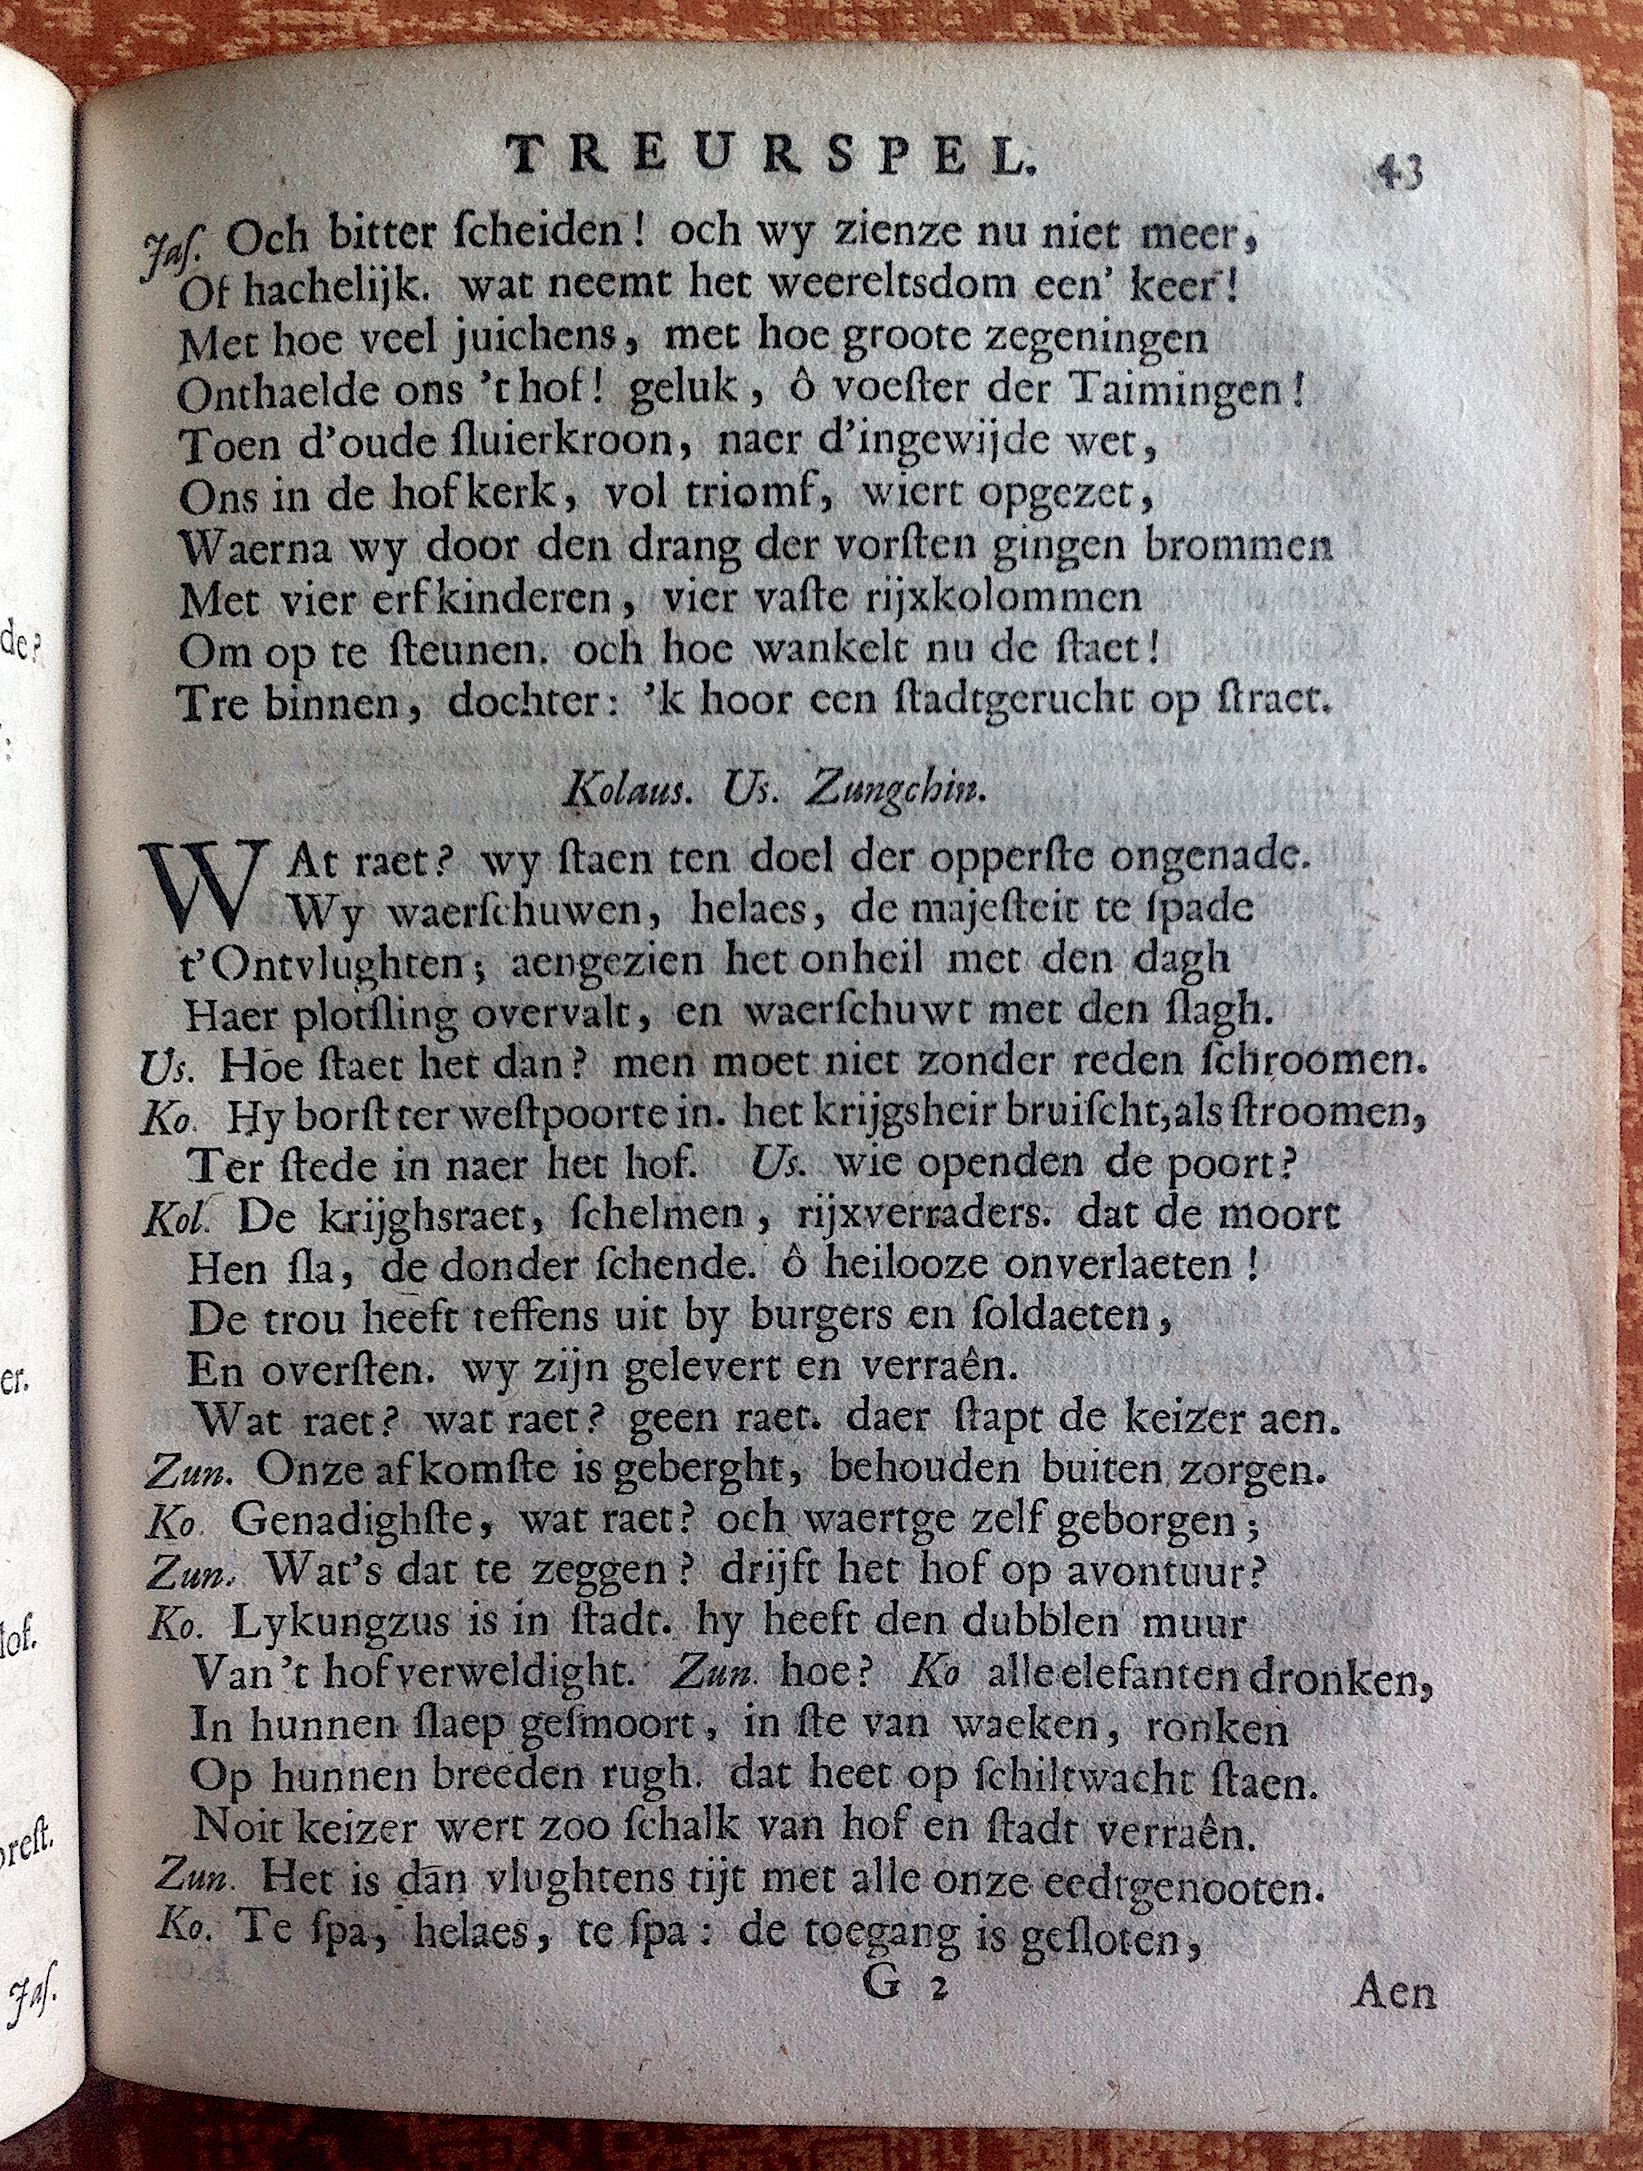 TREURSPEL. 43
Jaſ. Och bitter ſcheiden! och wy zienze nu niet meer,
Of hachelijk. wat neemt het weereltsdom een' keer!
Met hoe veel juichens, met hoe groote zegeningen
Onthaelde ons 't hof! geluk, ô voeſter der Taimingen!
Toen d'oude ſluierkroon, naer d'ingewijde wet,
Ons in de hofkerk, vol triomf, wiert opgezet,
Waerna wy door den drang der vorſten gingen brommen
Met vier erfkinderen, vier vaſte rijxkolommen
Om op te ſteunen. och hoe wankelt nu de ſtaet!
Tre binnen, dochter: 'k hoor een ſtadtgerucht op ſtraet.
Kolaus. Us. Zungchin.
WAt raet? wy ſtaen ten doel der opperſte ongenade.
Wy waerſchuwen, helaes, de majeſteit te ſpade
t'Ontvlughten; aengezien het onheil met den dagh
Haer plotſling overvalt, en waerſchuwt met den ſlagh.
Us. Hoe ſtaet het dan? men moet niet zonder reden ſchroomen.
Ko. Hy borſt ter weſtpoorte in. het krijgsheir bruiſcht, als ſtroomen,
Ter ſtede in naer het hof. Us. wie openden de poort?
Kol. De krijghsraet, ſchelmen, rijxverraders. dat de moort
Hen ſla, de donder ſchende. ô heilooze onverlaeten!
De trou heeft teffens uit by burgers en ſoldaeten,
En overſten. wy zijn gelevert en verraên.
Wat raet? wat raet? geen raet. daer ſtapt de keizer aen.
Zun. Onze afkomſte is geberght, behouden buiten zorgen.
Ko. Genadighſte, wat raet? och waertge zelf geborgen;
Zun. Wat's dat te zeggen? drijft het hof op avontuur?
Ko. Lykungzus is in ſtadt. hy heeft den dubblen muur
Van 't hof verweldight. Zun. hoe? Ko alle elefanten dronken,
In hunnen ſlaep geſmoort, in ſte van waeken, ronken
Op hunnen breeden rugh. dat heet op ſchiltwacht ſtaen.
Noit keizer wert zoo ſchalk van hof en ſtadt verraên.
Zun. Het is dan vlughtens tijt met alle onze eedtgenooten.
Ko. Te ſpa, helaes, te ſpa: de toegang is geſloten,
G 2 Aen
de?
:
er.
lof.
preſt.
Jaſ.